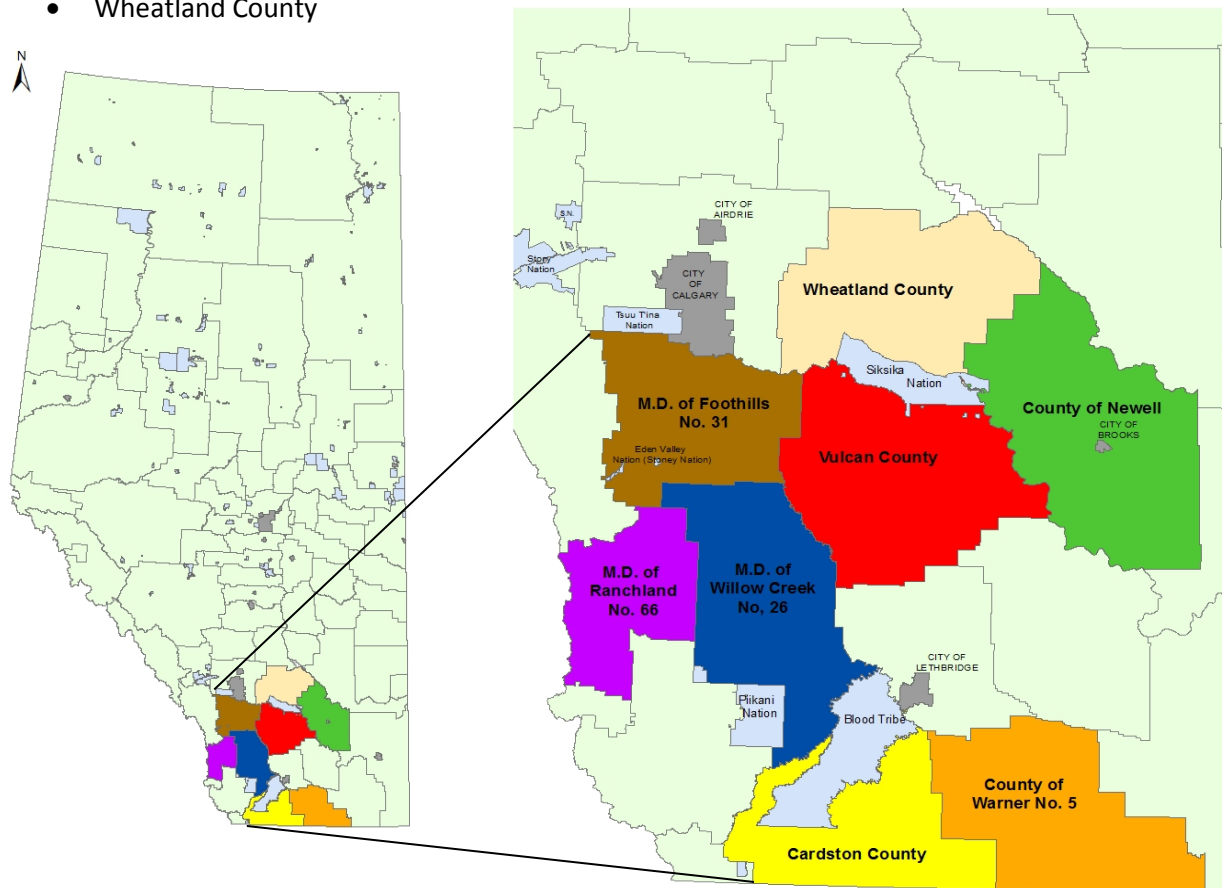 • Wheatland County
N
CITY OF
AIRDRIE
S.N.
Stony
Nation
CITY
OF
CALGARY
Tsuu T'ina
Nation
Wheatland County
Siksika
Nation
M.D. of Foothills
No. 31
County of Newell
CITY OF
BROOKS
Eden Valley
Nation (Stoney Nation)
Vulcan County
M.D. of
Ranchland
No. 66
M.D. of
Willow Creek
No, 26
CITY OF
LETHBRIDGE
Piikani
Nation
Blood Tribe
County of
Warner No. 5
Cardston County